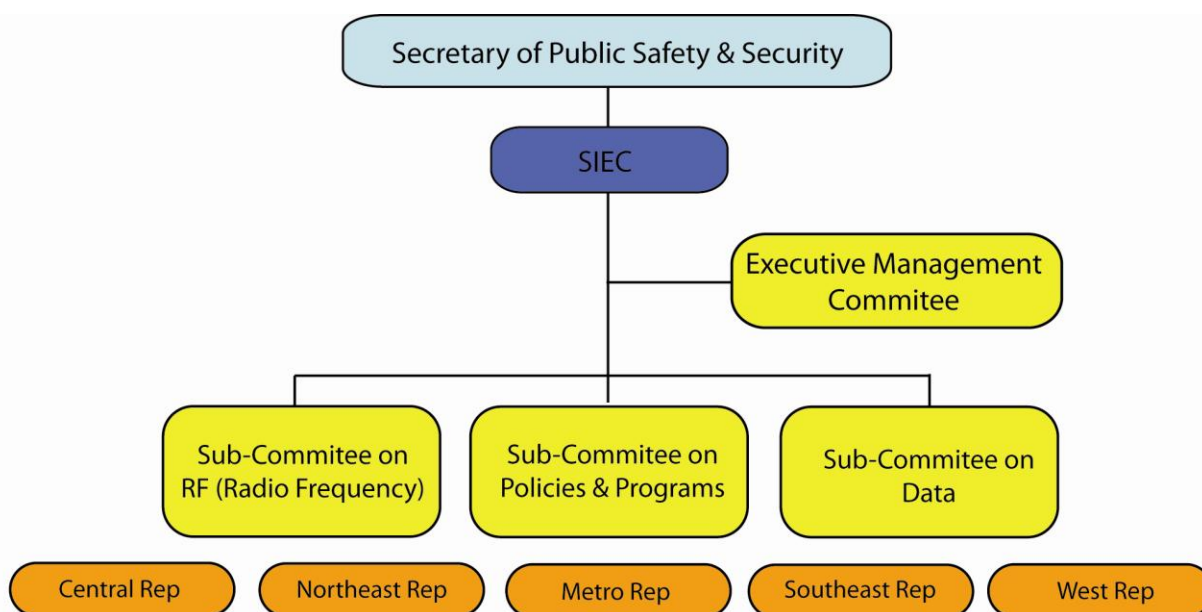 Secretary of Public Safety & Security
SIEC
Executive Management
Commitee
Sub-Commitee on
RF (Radio Frequency)
Sub-Commitee on
Policies & Programs
Sub-Commitee on
Data
Central Rep
Northeast Rep
Metro Rep
Southeast Rep
West Rep